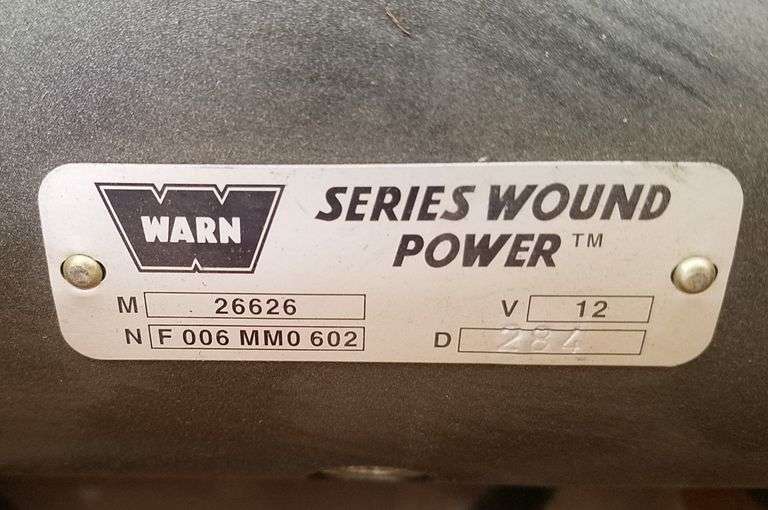 WARN
SERIES WOUND
POWER™
M 26626
V 12
N F 006 MM0 602
D 284